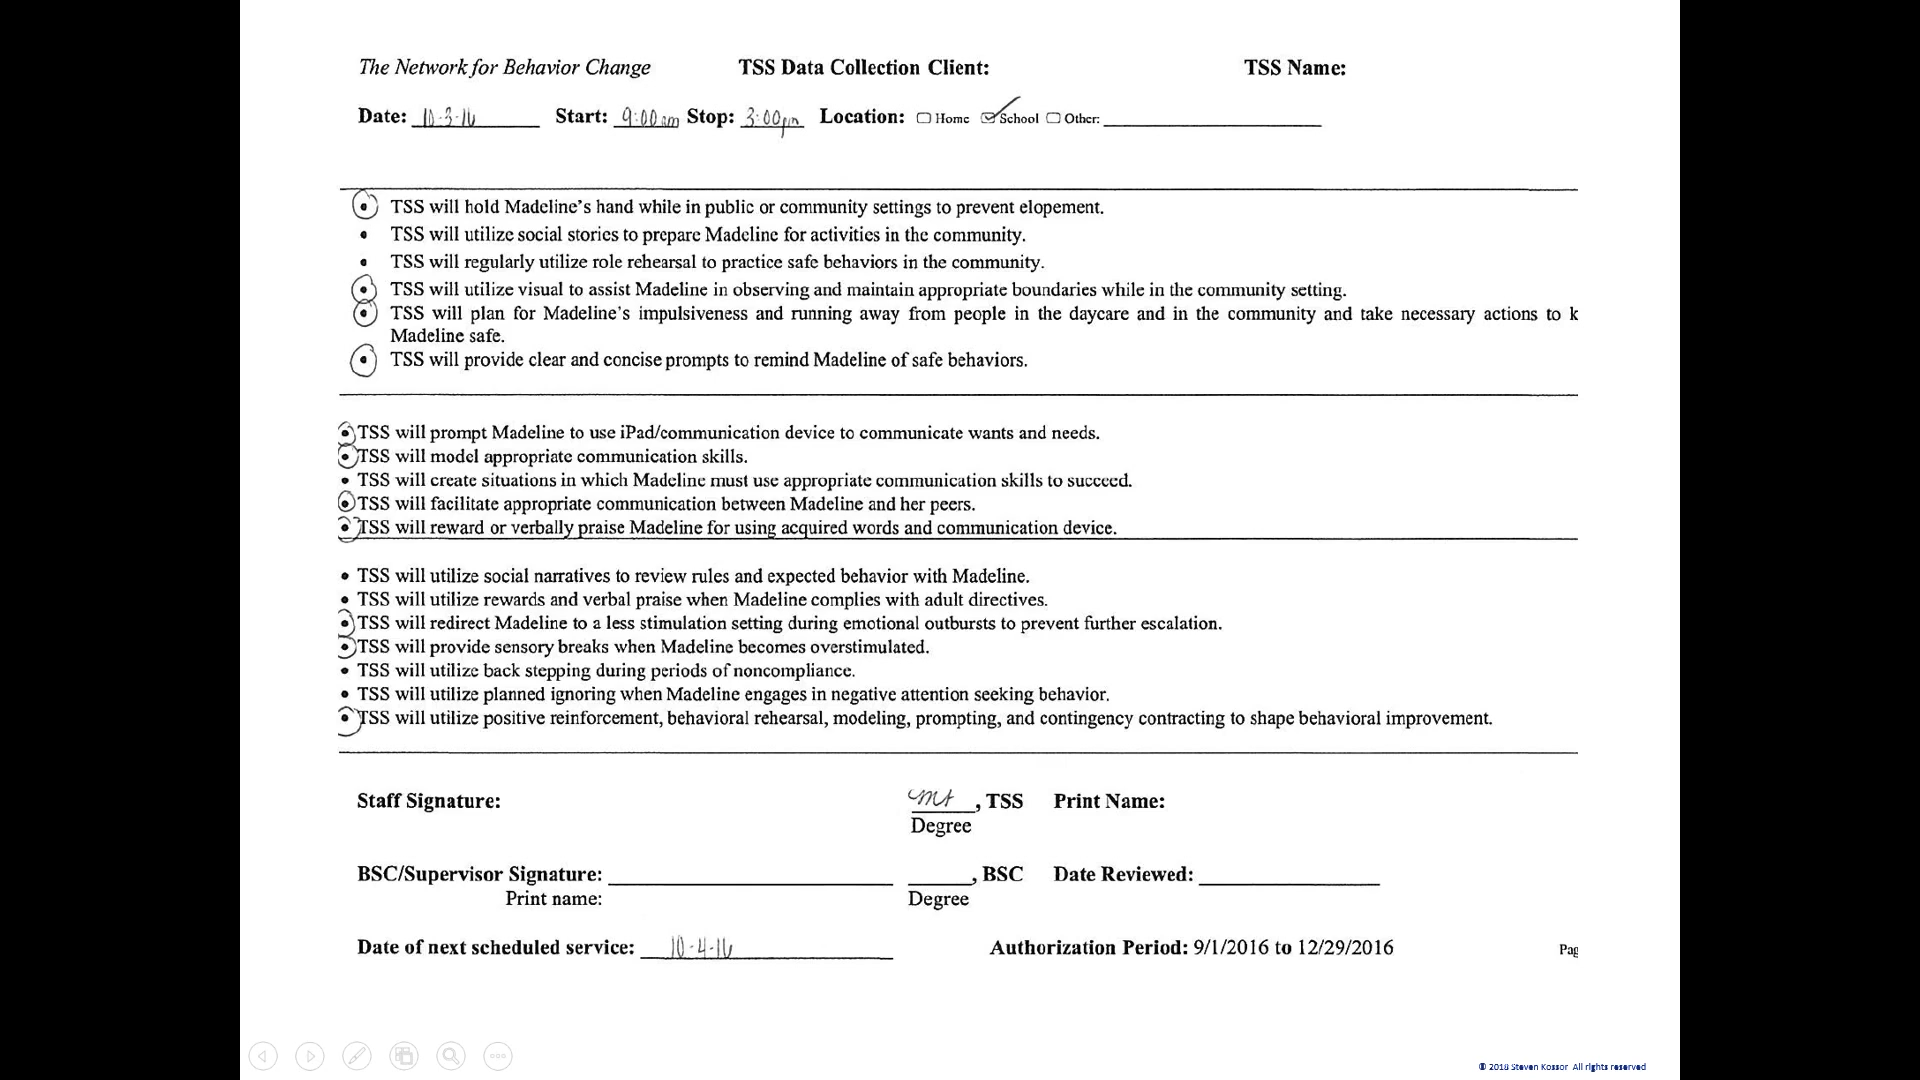 The Network for Behavior Change TSS Data Collection Client: TSS Name:
Date: 10-3-16 Start: 9:00am Stop: 3:00pm Location: Home School Other:
• TSS will hold Madeline's hand while in public or community settings to prevent elopement.
• TSS will utilize social stories to prepare Madeline for activities in the community.
• TSS will regularly utilize role rehearsal to practice safe behaviors in the community.
• TSS will utilize visual to assist Madeline in observing and maintain appropriate boundaries while in the community setting.
• TSS will plan for Madeline's impulsiveness and running away from people in the daycare and in the community and take necessary actions to k
Madeline safe.
• TSS will provide clear and concise prompts to remind Madeline of safe behaviors.
• TSS will prompt Madeline to use iPad/communication device to communicate wants and needs.
• TSS will model appropriate communication skills.
• TSS will create situations in which Madeline must use appropriate communication skills to succeed.
• TSS will facilitate appropriate communication between Madeline and her peers.
• TSS will reward or verbally praise Madeline for using acquired words and communication device.
• TSS will utilize social narratives to review rules and expected behavior with Madeline.
• TSS will utilize rewards and verbal praise when Madeline complies with adult directives.
• TSS will redirect Madeline to a less stimulation setting during emotional outbursts to prevent further escalation.
• TSS will provide sensory breaks when Madeline becomes overstimulated.
• TSS will utilize back stepping during periods of noncompliance.
• TSS will utilize planned ignoring when Madeline engages in negative attention seeking behavior.
• TSS will utilize positive reinforcement, behavioral rehearsal, modeling, prompting, and contingency contracting to shape behavioral improvement.
Staff Signature: , TSS Print Name:
Degree
BSC/Supervisor Signature: , BSC Date Reviewed:
Print name: Degree
Date of next scheduled service: 10-4-16 Authorization Period: 9/1/2016 to 12/29/2016 Pag
© 2018 Steven Kossor All rights reserved